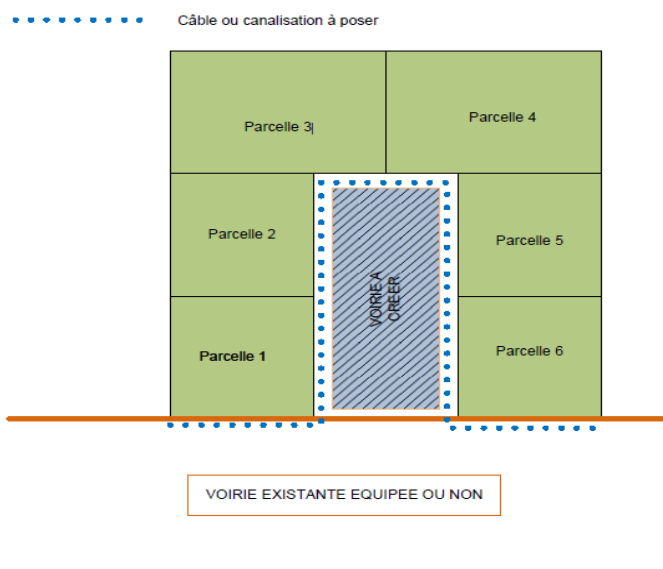 Câble ou canalisation à poser
Parcelle 3
Parcelle 4
Parcelle 2
Parcelle 5
VOIRIE A
CREER
Parcelle 1
Parcelle 6
VOIRIE EXISTANTE EQUIPEE OU NON